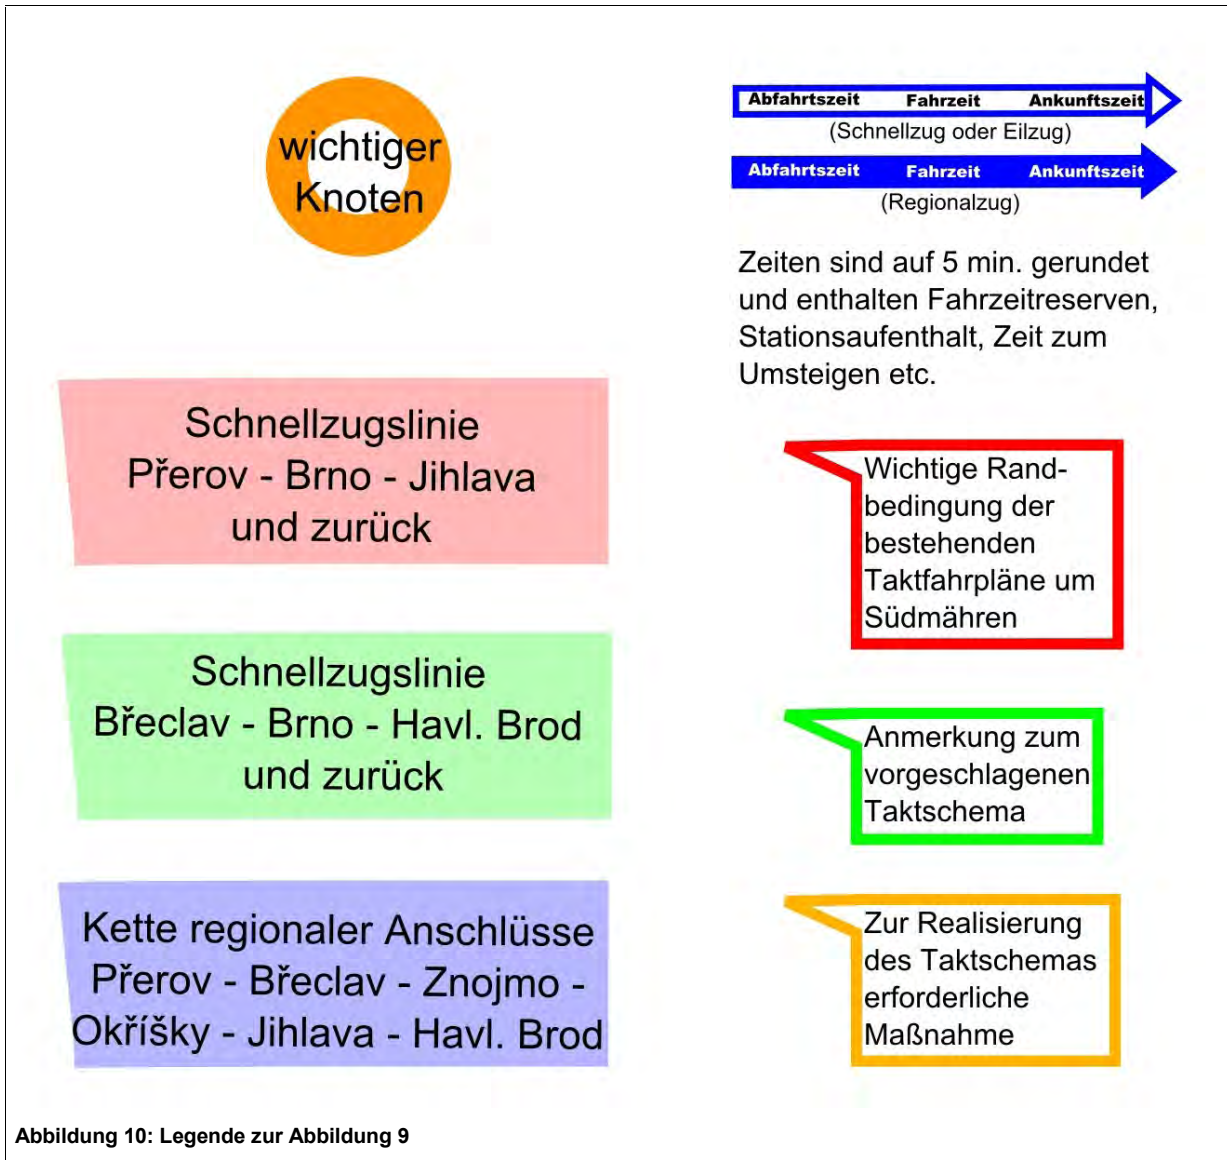 wichtiger
Knoten
Abfahrtszeit Fahrzeit Ankunftszeit
(Schnellzug oder Eilzug)
Abfahrtszeit Fahrzeit Ankunftszeit
(Regionalzug)
Zeiten sind auf 5 min. gerundet
und enthalten Fahrzeitreserven,
Stationsaufenthalt, Zeit zum
Umsteigen etc.
Schnellzugslinie
Přerov - Brno - Jihlava
und zurück
Wichtige Rand-
bedingung der
bestehenden
Taktfahrpläne um
Südmähren
Schnellzugslinie
Břeclav - Brno - Havl. Brod
und zurück
Anmerkung zum
vorgeschlagenen
Taktschema
Kette regionaler Anschlüsse
Přerov - Břeclav - Znojmo -
Okříšky - Jihlava - Havl. Brod
Zur Realisierung
des Taktschemas
erforderliche
Maßnahme
Abbildung 10: Legende zur Abbildung 9